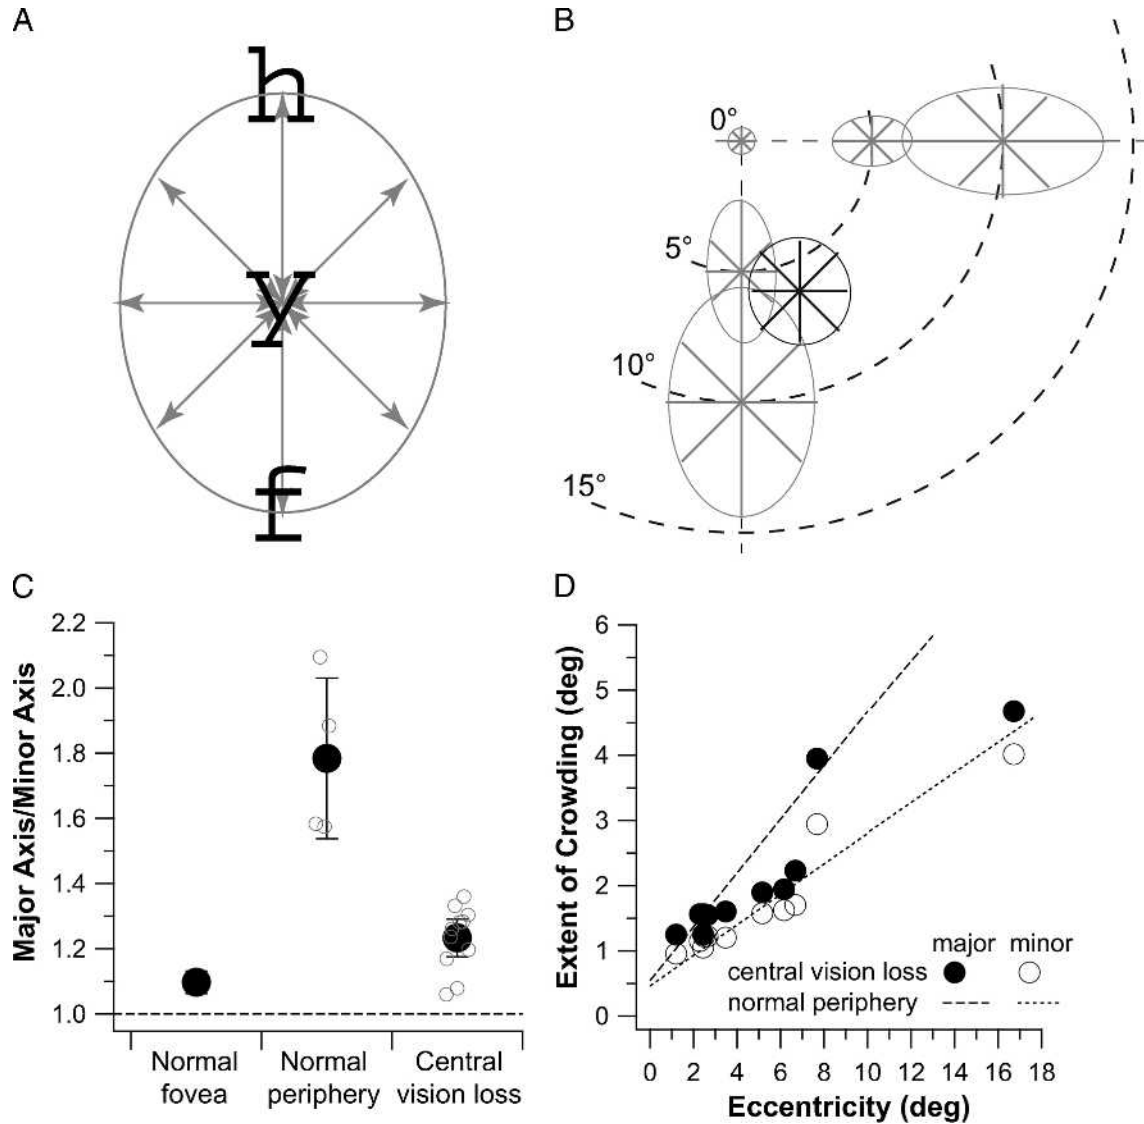 A
h
y
f
B
0°
5°
10°
15°
C
Major Axis/Minor Axis
2.2
2.0
1.8
1.6
1.4
1.2
1.0
Normal fovea
Normal periphery
Central vision loss
D
Extent of Crowding (deg)
6
5
4
3
2
1
0
major minor
central vision loss
normal periphery
0 2 4 6 8 10 12 14 16 18
Eccentricity (deg)